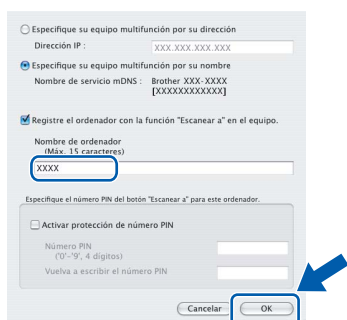 Especifique su equipo multifunción por su dirección
Dirección IP : XXX.XXX.XXX.XXX
Especifique su equipo multifunción por su nombre
Nombre de servicio mDNS : Brother XXX-XXXX
[XXXXXXXXXXXX]
Registre el ordenador con la función "Escanear a" en el equipo.
Nombre de ordenador
(Máx. 15 caracteres)
XXXX
Especifique el número PIN del botón "Escanear a" para este ordenador.
Activar protección de número PIN
Número PIN
('0'-'9', 4 dígitos)
Vuelva a escribir el número PIN
Cancelar OK